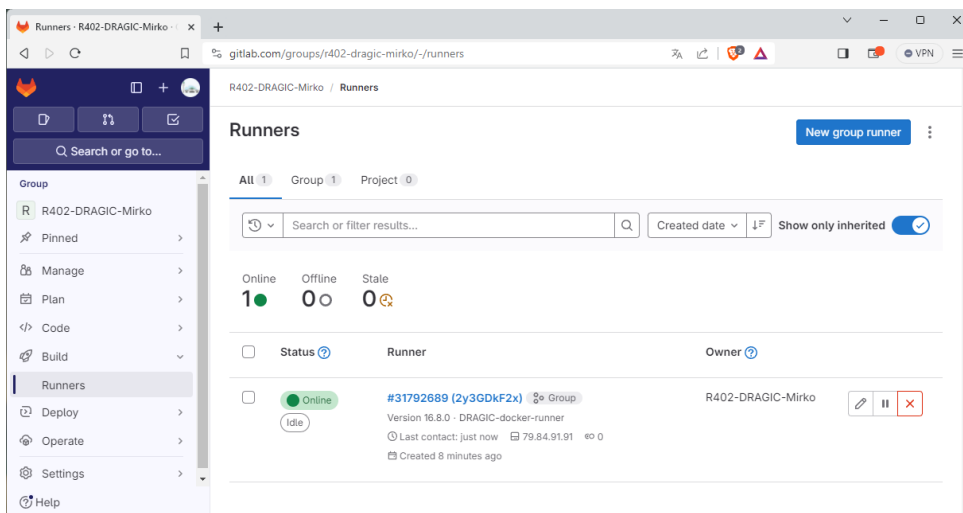 Runners · R402-DRAGIC-Mirko ·
gitlab.com/groups/r402-dragic-mirko/-/runners
VPN
R402-DRAGIC-Mirko / Runners
Search or go to...
Group
R R402-DRAGIC-Mirko
Pinned
Manage
Plan
Code
Build
Runners
Deploy
Operate
Settings
Help
Runners
New group runner
All 1 Group 1 Project 0
Search or filter results...
Created date
Show only inherited
Online Offline Stale
1 0 0
Status Runner Owner
Online
Idle
#31792689 (2y3GDkF2x) Group
Version 16.8.0 · DRAGIC-docker-runner
Last contact: just now 79.84.91.91 0
Created 8 minutes ago
R402-DRAGIC-Mirko